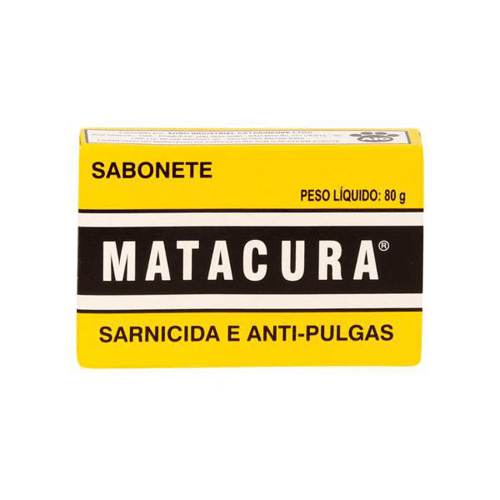 SABONETE
PESO LÍQUIDO: 80 g
MATACURA®
SARNICIDA E ANTI-PULGAS